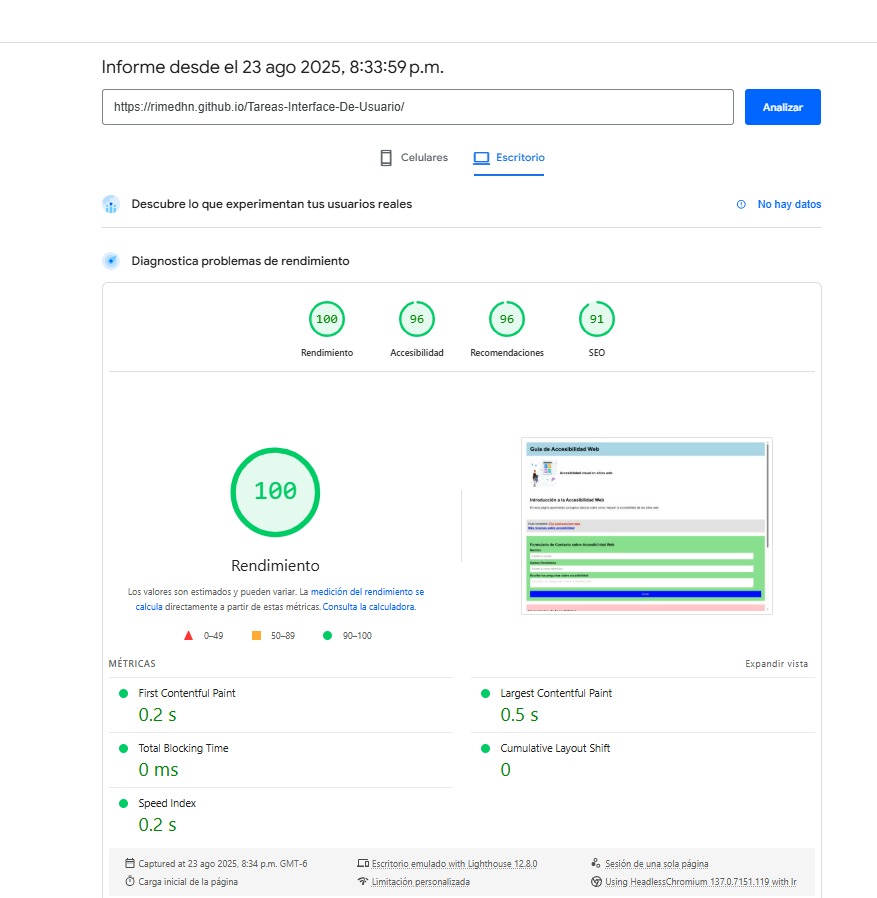 Informe desde el 23 ago 2025, 8:33:59 p.m.
https://rimedhn.github.io/Tareas-Interface-De-Usuario/
Analizar
Celulares
Escritorio
Descubre lo que experimentan tus usuarios reales
No hay datos
Diagnostica problemas de rendimiento
100
96
96
91
Rendimiento
Accesibilidad
Recomendaciones
SEO
100
Rendimiento
Los valores son estimados y pueden variar. La medición del rendimiento se
calcula directamente a partir de estas métricas. Consulta la calculadora.
0–49
50–89
90–100
Guía de Accesibilidad Web
Accesibilidad visual en sitios web
Introducción a la Accesibilidad Web
Formulario de Contacto sobre Accesibilidad Web
MÉTRICAS
Expandir vista
First Contentful Paint
0.2 s
Largest Contentful Paint
0.5 s
Total Blocking Time
0 ms
Cumulative Layout Shift
0
Speed Index
0.2 s
Captured at 23 ago 2025, 8:34 p.m. GMT-6
Escritorio emulado with Lighthouse 12.8.0
Sesión de una sola página
Carga inicial de la página
Limitación personalizada
Using HeadlessChromium 137.0.7151.119 with lr